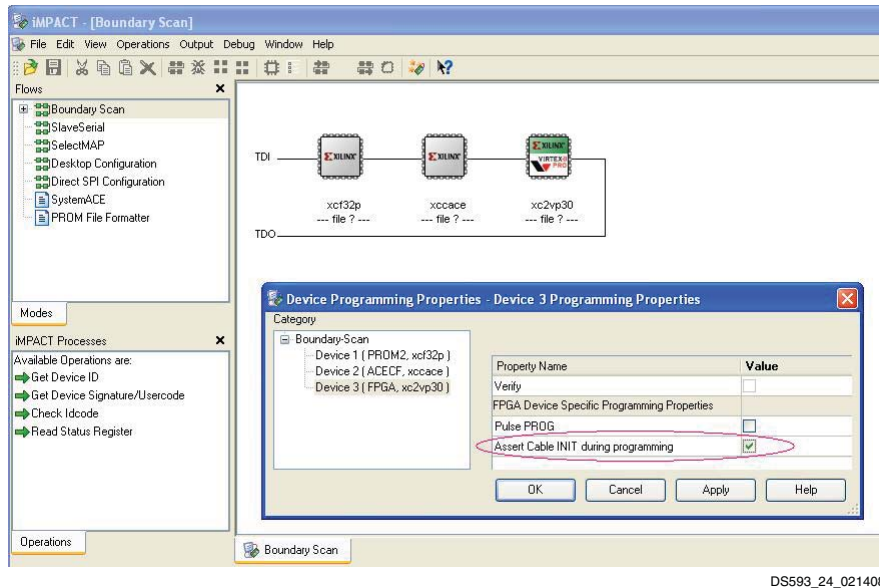 iMPACT - [Boundary Scan]
File Edit View Operations Output Debug Window Help
Flows
Boundary Scan
SlaveSerial
SelectMAP
Desktop Configuration
Direct SPI Configuration
SystemACE
PROM File Formatter
Modes
iMPACT Processes
Available Operations are:
Get Device ID
Get Device Signature/Usercode
Check Idcode
Read Status Register
Operations
TDI
XILINX
XILINX
XILINX
VIRTEX-II
PRO
xcf32p
xccace
xc2vp30
--- file ? ---
--- file ? ---
--- file ? ---
TDO
Device Programming Properties - Device 3 Programming Properties
Category
Boundary-Scan
Device 1 ( PROM2, xcf32p )
Device 2 ( ACECF, xccace )
Device 3 ( FPGA, xc2vp30 )
Property Name Value
Verify
FPGA Device Specific Programming Properties
Pulse PROG
Assert Cable INIT during programming
OK Cancel Apply Help
Boundary Scan
DS593_24_021408